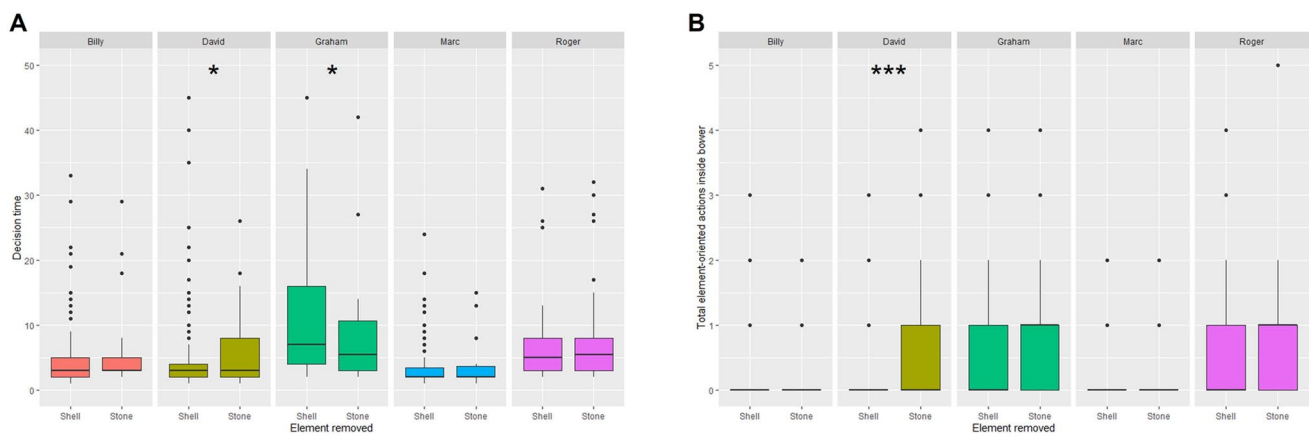 A
Billy David Graham Marc Roger
* *
50
40
30
20
10
0
Decision time
Shell Stone Shell Stone Shell Stone Shell Stone Shell Stone
Element removed
B
Billy David Graham Marc Roger
***
5
4
3
2
1
0
Total element-oriented actions inside bower
Shell Stone Shell Stone Shell Stone Shell Stone Shell Stone
Element removed